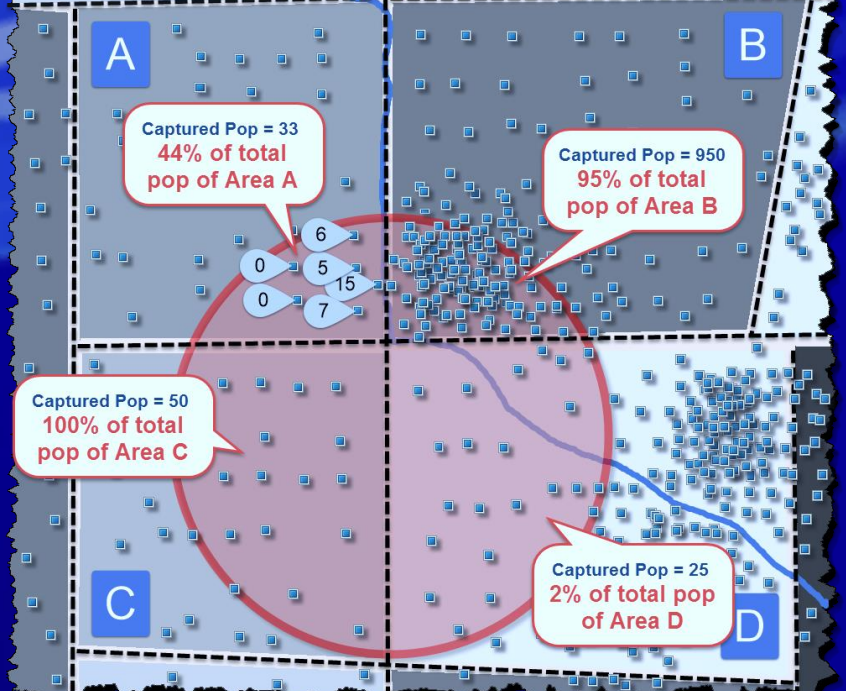 A
B
Captured Pop = 33
44% of total
pop of Area A
Captured Pop = 950
95% of total
pop of Area B
6
0
5
15
0
7
Captured Pop = 50
100% of total
pop of Area C
Captured Pop = 25
2% of total pop
of Area D
C
D